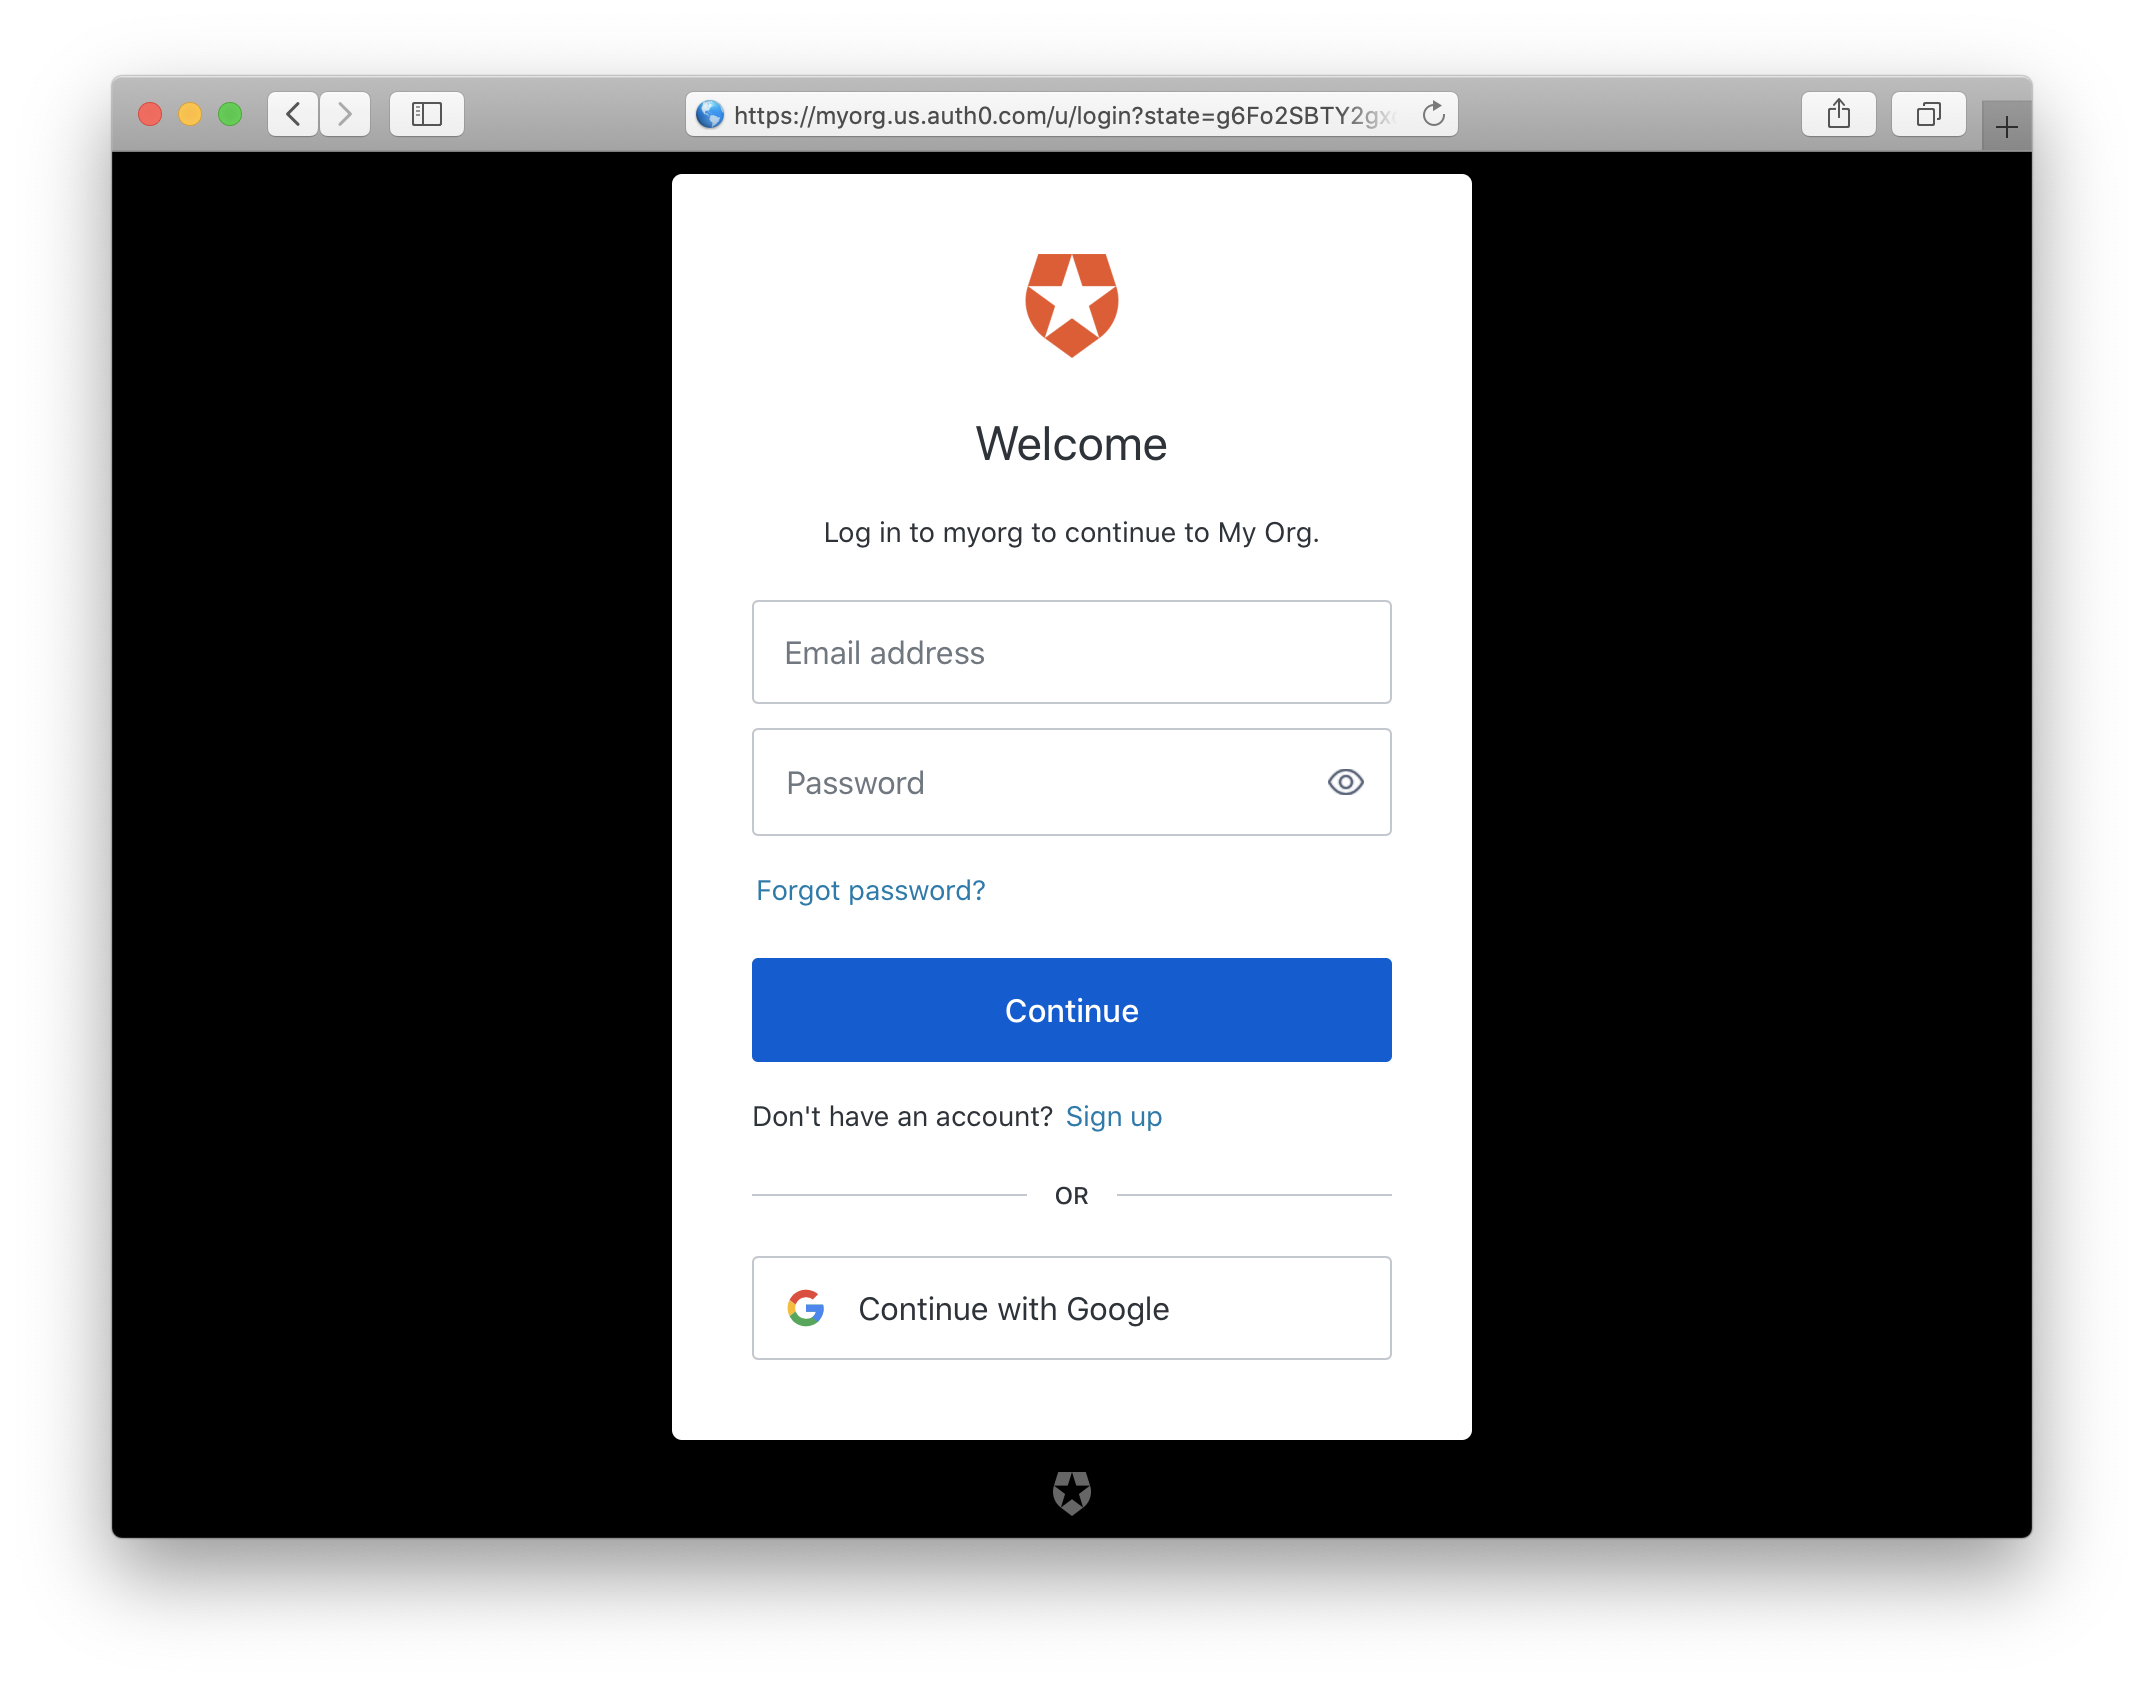 https://myorg.us.auth0.com/u/login?state=g6Fo2SBTY2gx
Welcome
Log in to myorg to continue to My Org.
Email address
Password
Forgot password?
Continue
Don't have an account? Sign up
OR
Continue with Google